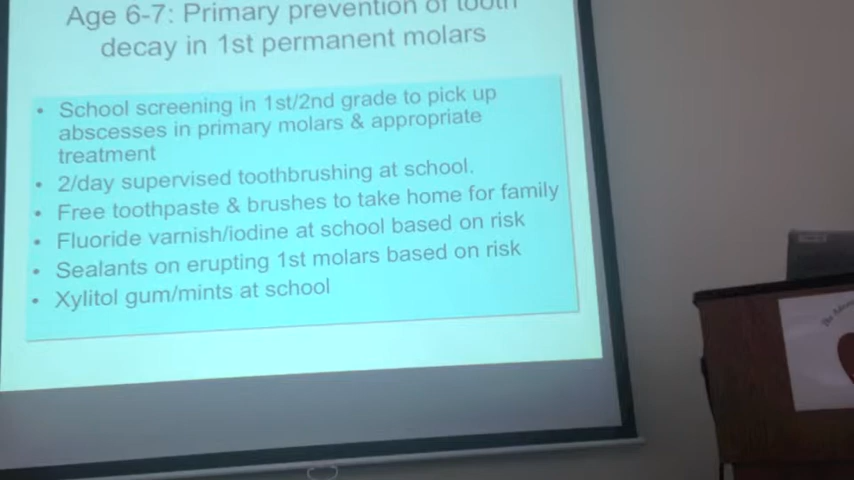 Age 6-7: Primary prevention of tooth
decay in 1st permanent molars
• School screening in 1st/2nd grade to pick up
abscesses in primary molars & appropriate
treatment
• 2/day supervised toothbrushing at school.
• Free toothpaste & brushes to take home for family
• Fluoride varnish/iodine at school based on risk
• Sealants on erupting 1st molars based on risk
• Xylitol gum/mints at school